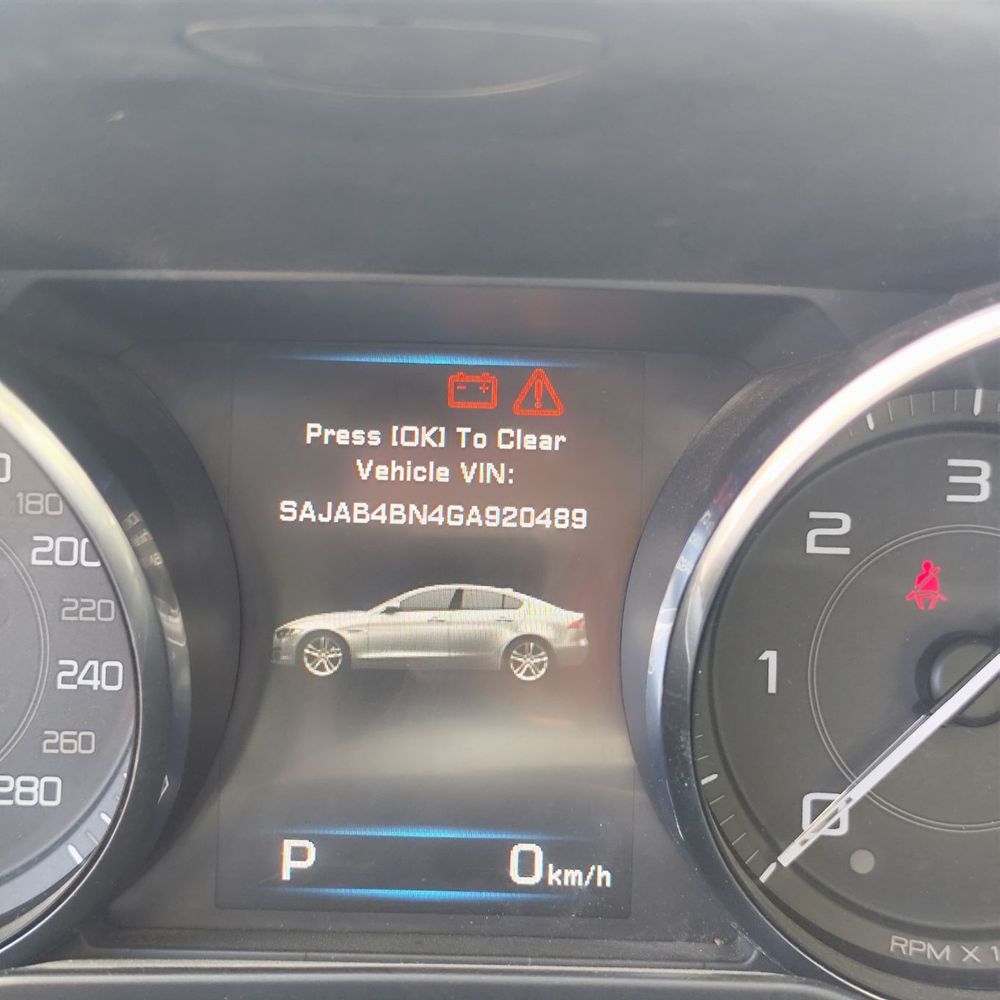 Press [OK] To Clear
Vehicle VIN:
SAJAB4BN4GA920489
P
0km/h
180
200
220
240
260
280
3
2
1
0
RPM X 1